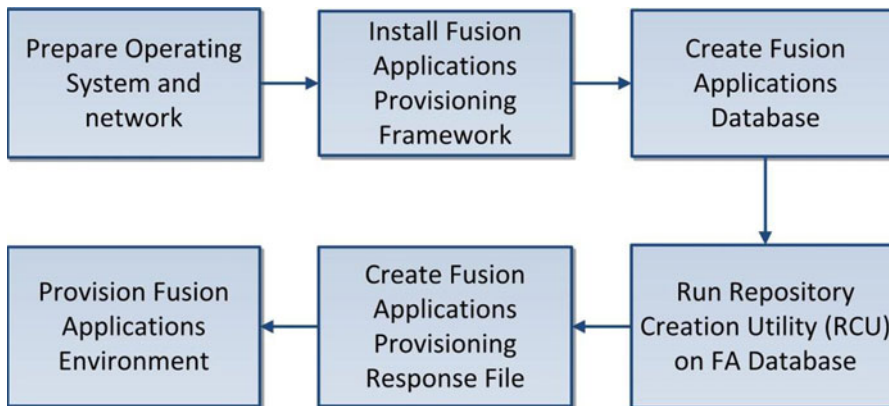 Prepare Operating
System and
network
Install Fusion
Applications
Provisioning
Framework
Create Fusion
Applications
Database
Run Repository
Creation Utility (RCU)
on FA Database
Create Fusion
Applications
Provisioning
Response File
Provision Fusion
Applications
Environment